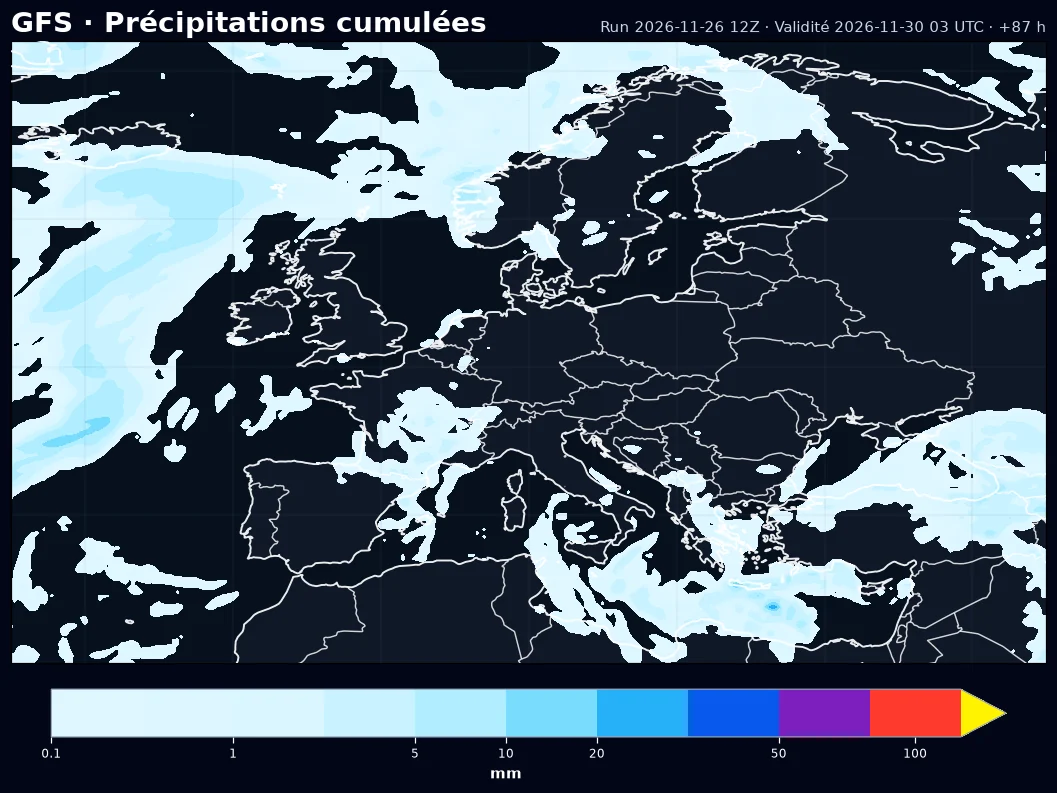 GFS · Précipitations cumulées
Run 2026-11-26 12Z · Validité 2026-11-30 03 UTC · +87 h
0.1 1 5 10 20 50 100
mm